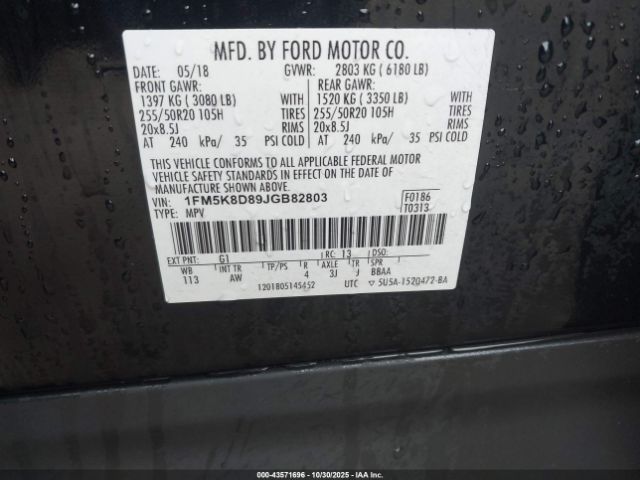 MFD. BY FORD MOTOR CO.
DATE: 05/18 GVWR: 2803 KG ( 6180 LB)
FRONT GAWR: REAR GAWR:
1397 KG ( 3080 LB) WITH 1520 KG ( 3350 LB) WITH
255/50R20 105H TIRES 255/50R20 105H TIRES
20x8.5J RIMS 20x8.5J RIMS
AT 240 kPa/ 35 PSI COLD AT 240 kPa/ 35 PSI COLD
THIS VEHICLE CONFORMS TO ALL APPLICABLE FEDERAL MOTOR
VEHICLE SAFETY STANDARDS IN EFFECT ON THE DATE OF
MANUFACTURE SHOWN ABOVE.
VIN: 1FM5K8D89JGB82803 F0186
TYPE: MPV T0313
EXT PNT: G1 RC: 13 DSO:
WB INT TR TP/PS R AXLE TR SPR
113 AW 4 3J J BBAA
1201805145452 UTC ▽ 5U5A-1520472-BA
000-43571696 - 10/30/2025 - IAA Inc.